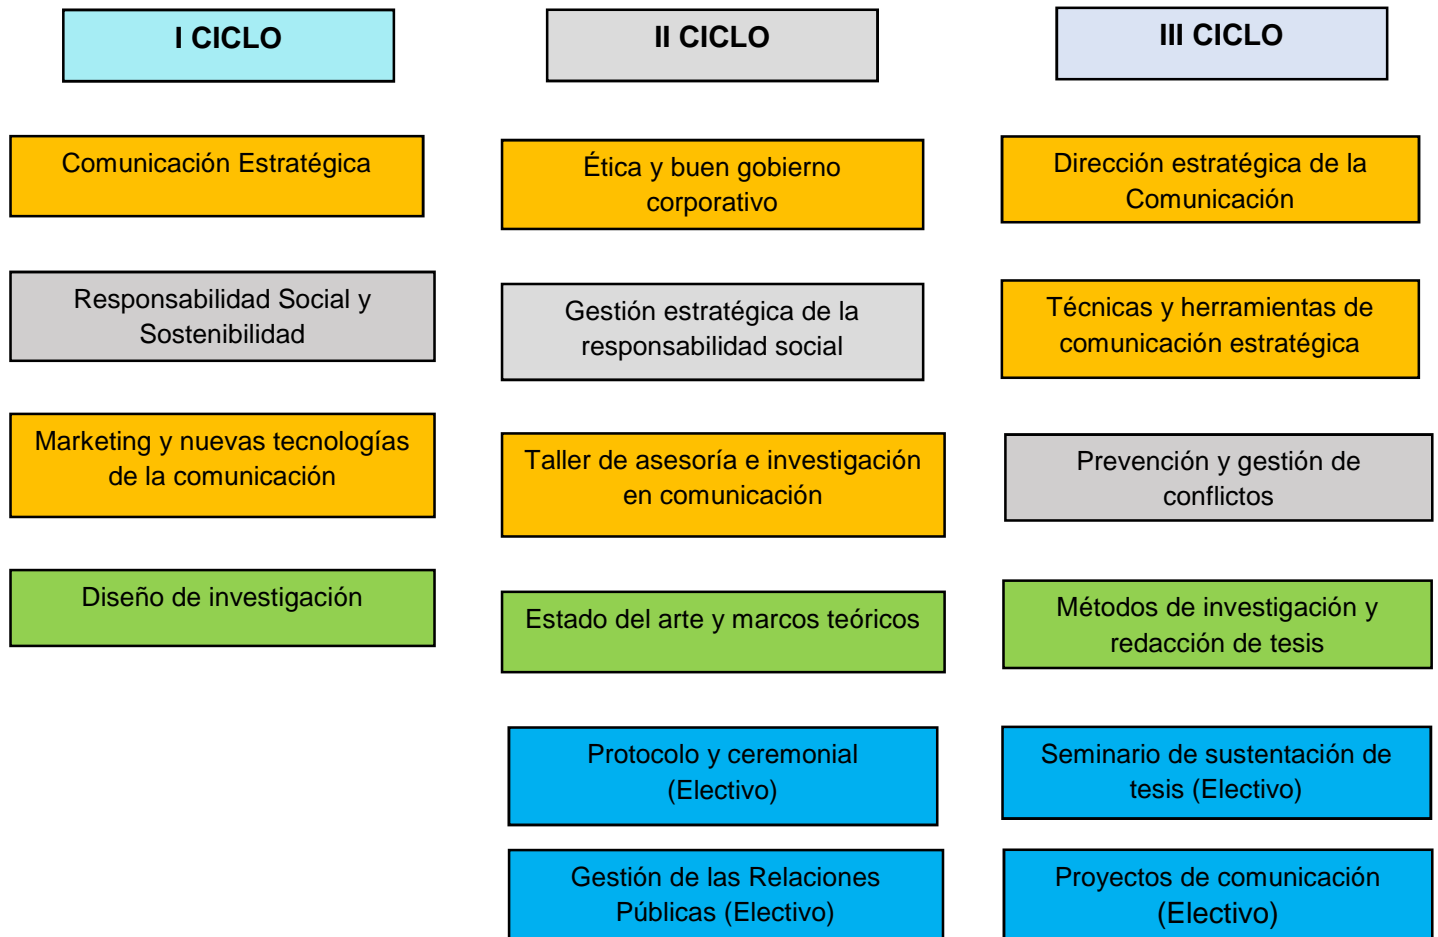 I CICLO
II CICLO
III CICLO
Comunicación Estratégica
Ética y buen gobierno
corporativo
Dirección estratégica de la
Comunicación
Responsabilidad Social y
Sostenibilidad
Gestión estratégica de la
responsabilidad social
Técnicas y herramientas de
comunicación estratégica
Marketing y nuevas tecnologías
de la comunicación
Taller de asesoría e investigación
en comunicación
Prevención y gestión de
conflictos
Diseño de investigación
Estado del arte y marcos teóricos
Métodos de investigación y
redacción de tesis
Protocolo y ceremonial
(Electivo)
Seminario de sustentación de
tesis (Electivo)
Gestión de las Relaciones
Públicas (Electivo)
Proyectos de comunicación
(Electivo)